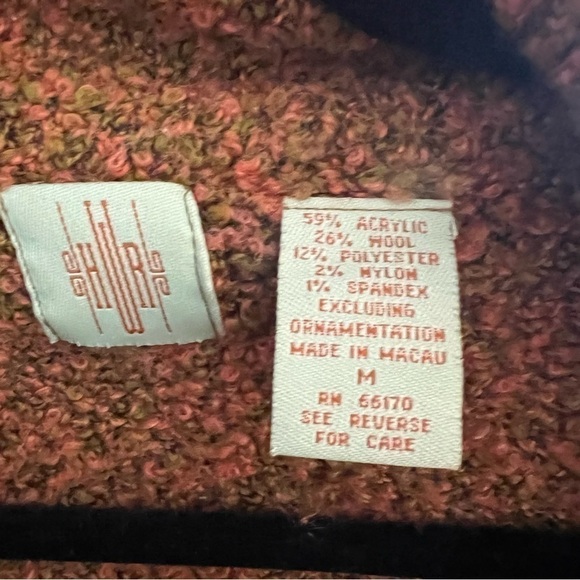 HWR
59% ACRYLIC
26% WOOL
12% POLYESTER
2% NYLON
1% SPANDEX
EXCLUDING
ORNAMENTATION
MADE IN MACAU
M
RN 66170
SEE REVERSE
FOR CARE